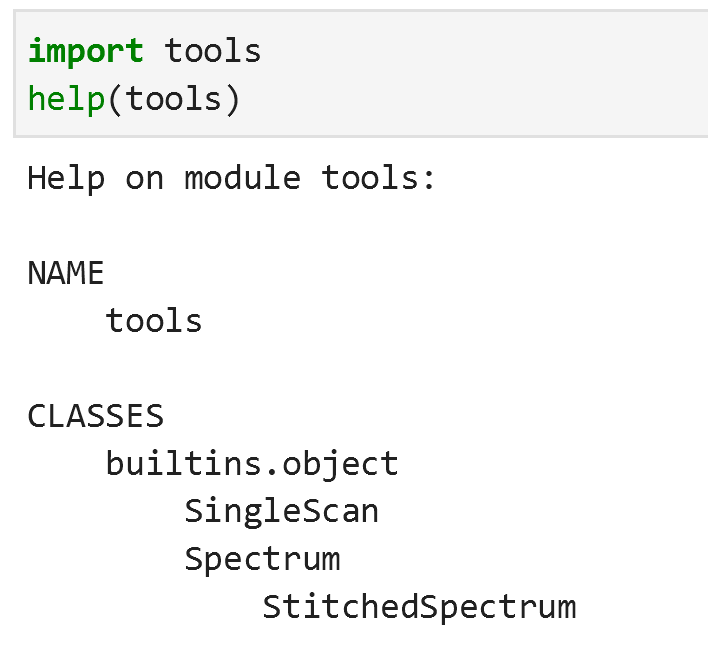 import tools
help(tools)
Help on module tools:
NAME
tools
CLASSES
builtins.object
SingleScan
Spectrum
StitchedSpectrum